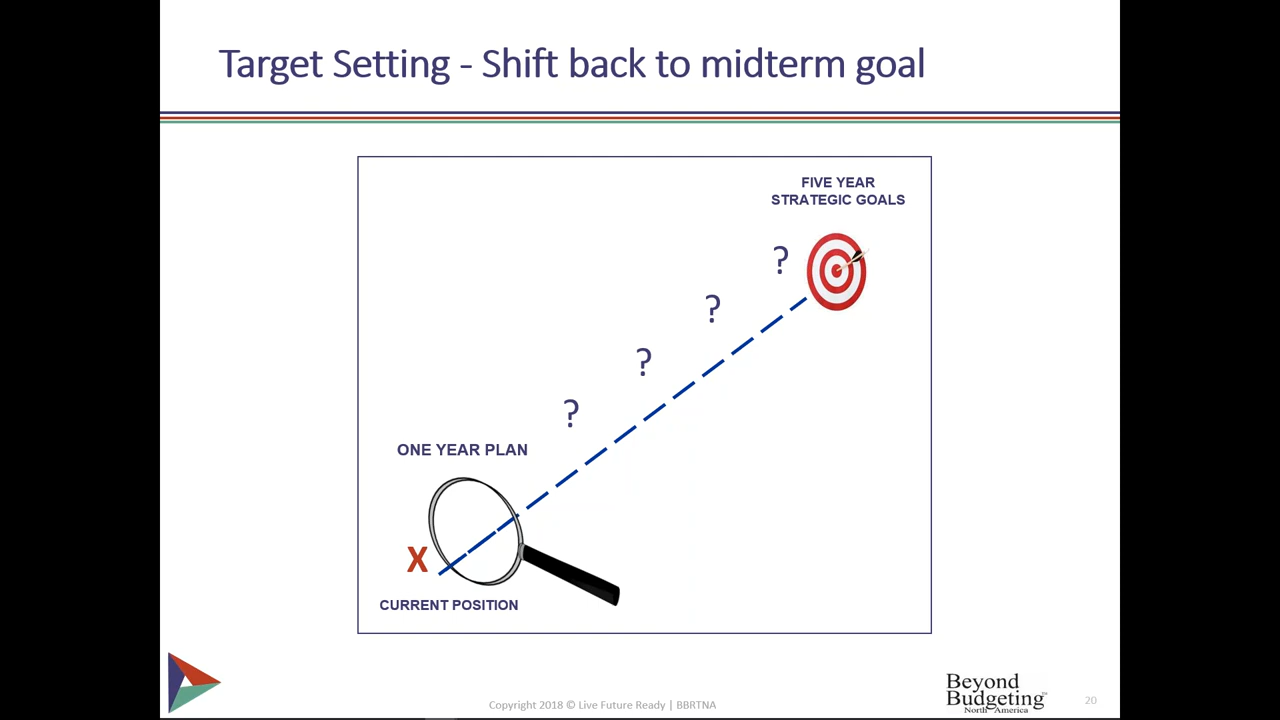 Target Setting - Shift back to midterm goal
FIVE YEAR
STRATEGIC GOALS
?
?
?
?
ONE YEAR PLAN
X
CURRENT POSITION
Copyright 2018 © Live Future Ready | BBRTNA
Beyond
Budgeting™
North America
20